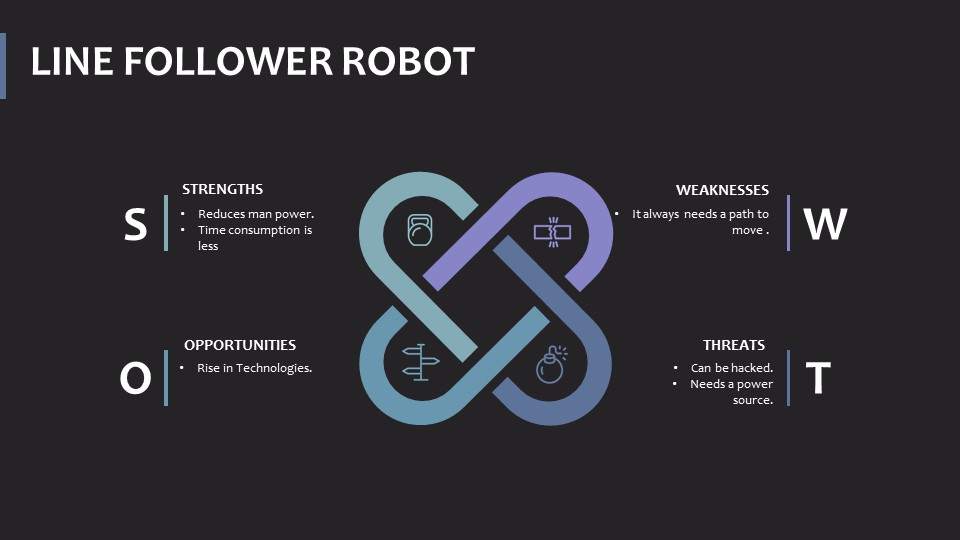 LINE FOLLOWER ROBOT
S
STRENGTHS
• Reduces man power.
• Time consumption is
less
WEAKNESSES
• It always needs a path to
move .
W
O
OPPORTUNITIES
• Rise in Technologies.
THREATS
• Can be hacked.
• Needs a power
source.
T